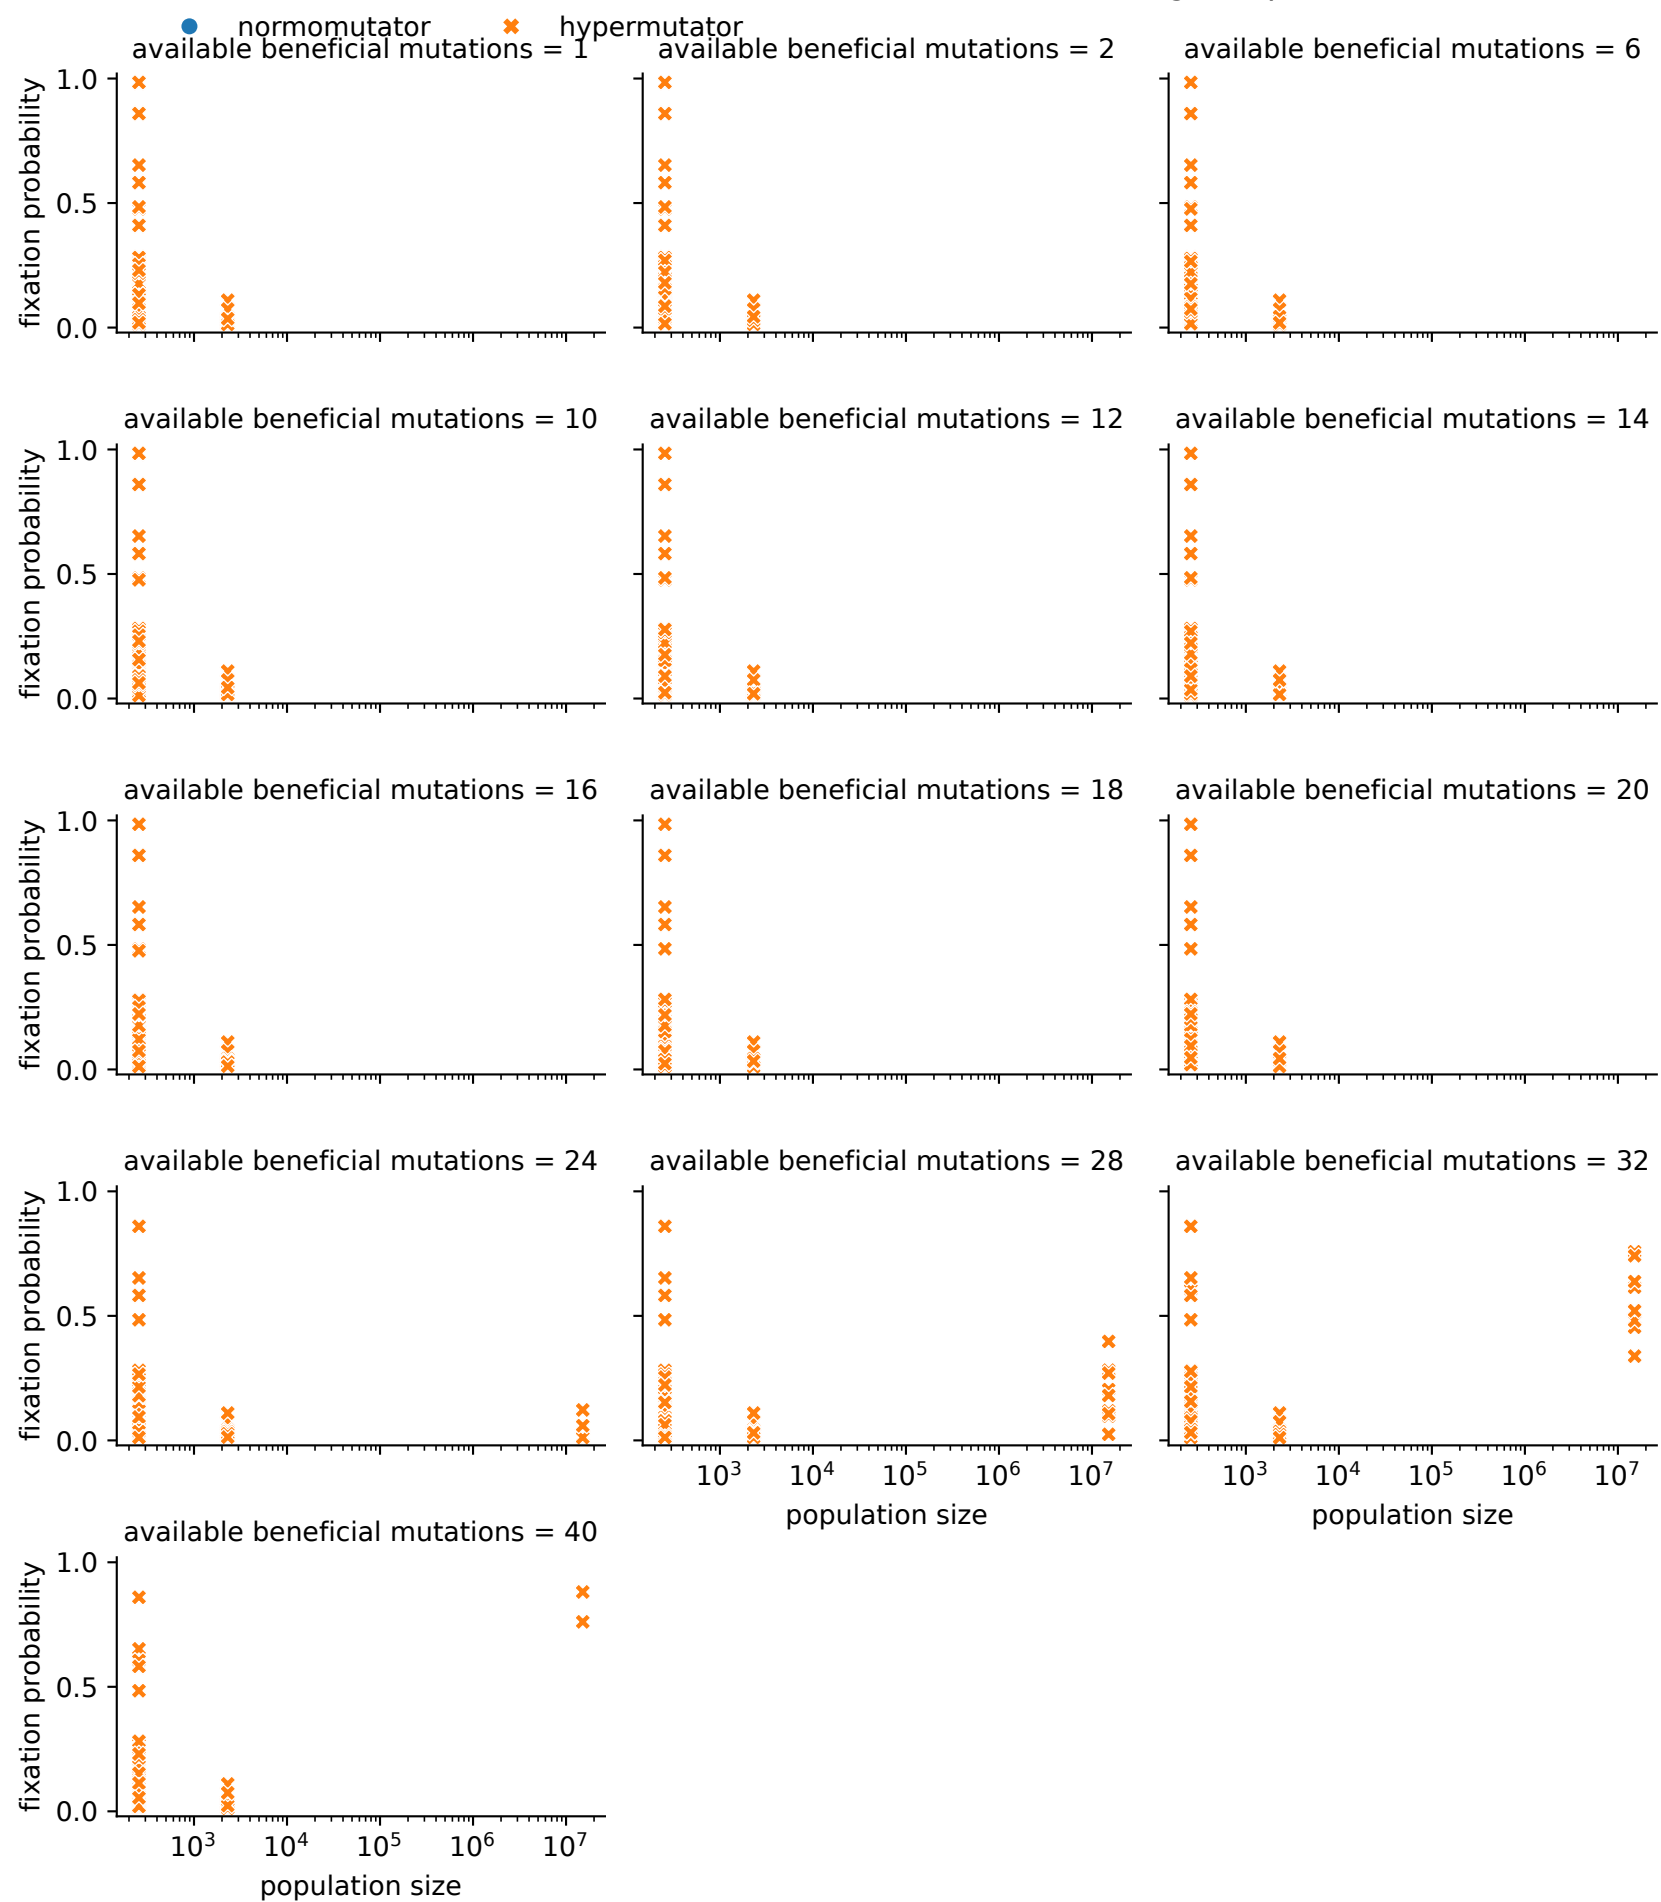 normomutator hypermutator
available beneficial mutations = 1 available beneficial mutations = 2 available beneficial mutations = 6
fixation probability
1.0
0.5
0.0
available beneficial mutations = 10 available beneficial mutations = 12 available beneficial mutations = 14
fixation probability
1.0
0.5
0.0
available beneficial mutations = 16 available beneficial mutations = 18 available beneficial mutations = 20
fixation probability
1.0
0.5
0.0
available beneficial mutations = 24 available beneficial mutations = 28 available beneficial mutations = 32
fixation probability
1.0
0.5
0.0
10³ 10⁴ 10⁵ 10⁶ 10⁷ 10³ 10⁴ 10⁵ 10⁶ 10⁷
population size population size
available beneficial mutations = 40
fixation probability
1.0
0.5
0.0
10³ 10⁴ 10⁵ 10⁶ 10⁷
population size